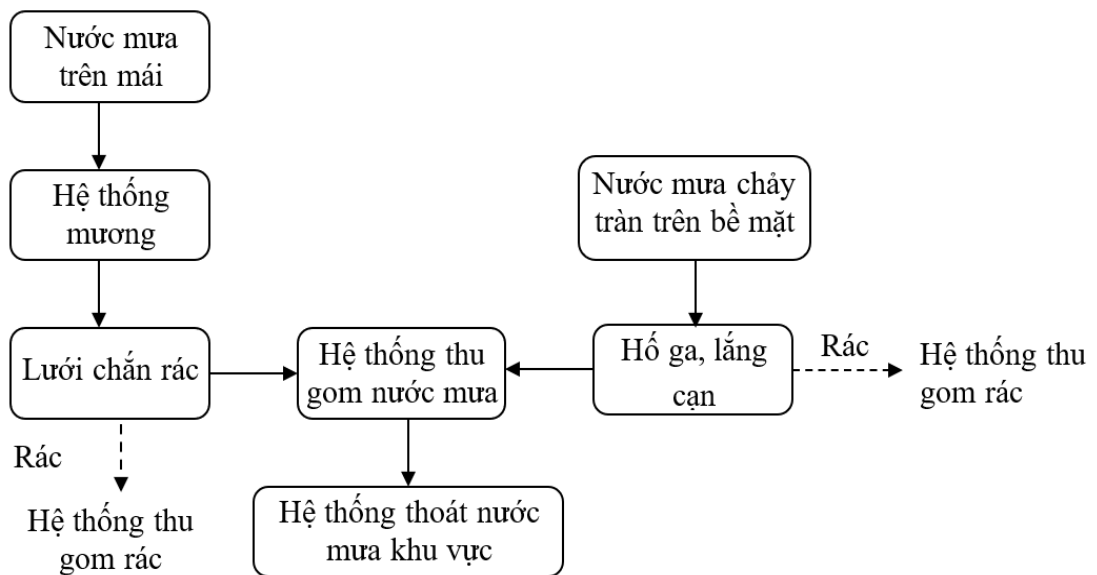 Nước mưa
trên mái
Hệ thống
mương
Nước mưa chảy
tràn trên bề mặt
Lưới chắn rác
Hệ thống thu
gom nước mưa
Hố ga, lắng
cạn
Rác
Hệ thống thu
gom rác
Rác
Hệ thống thu
gom rác
Hệ thống thoát nước
mưa khu vực